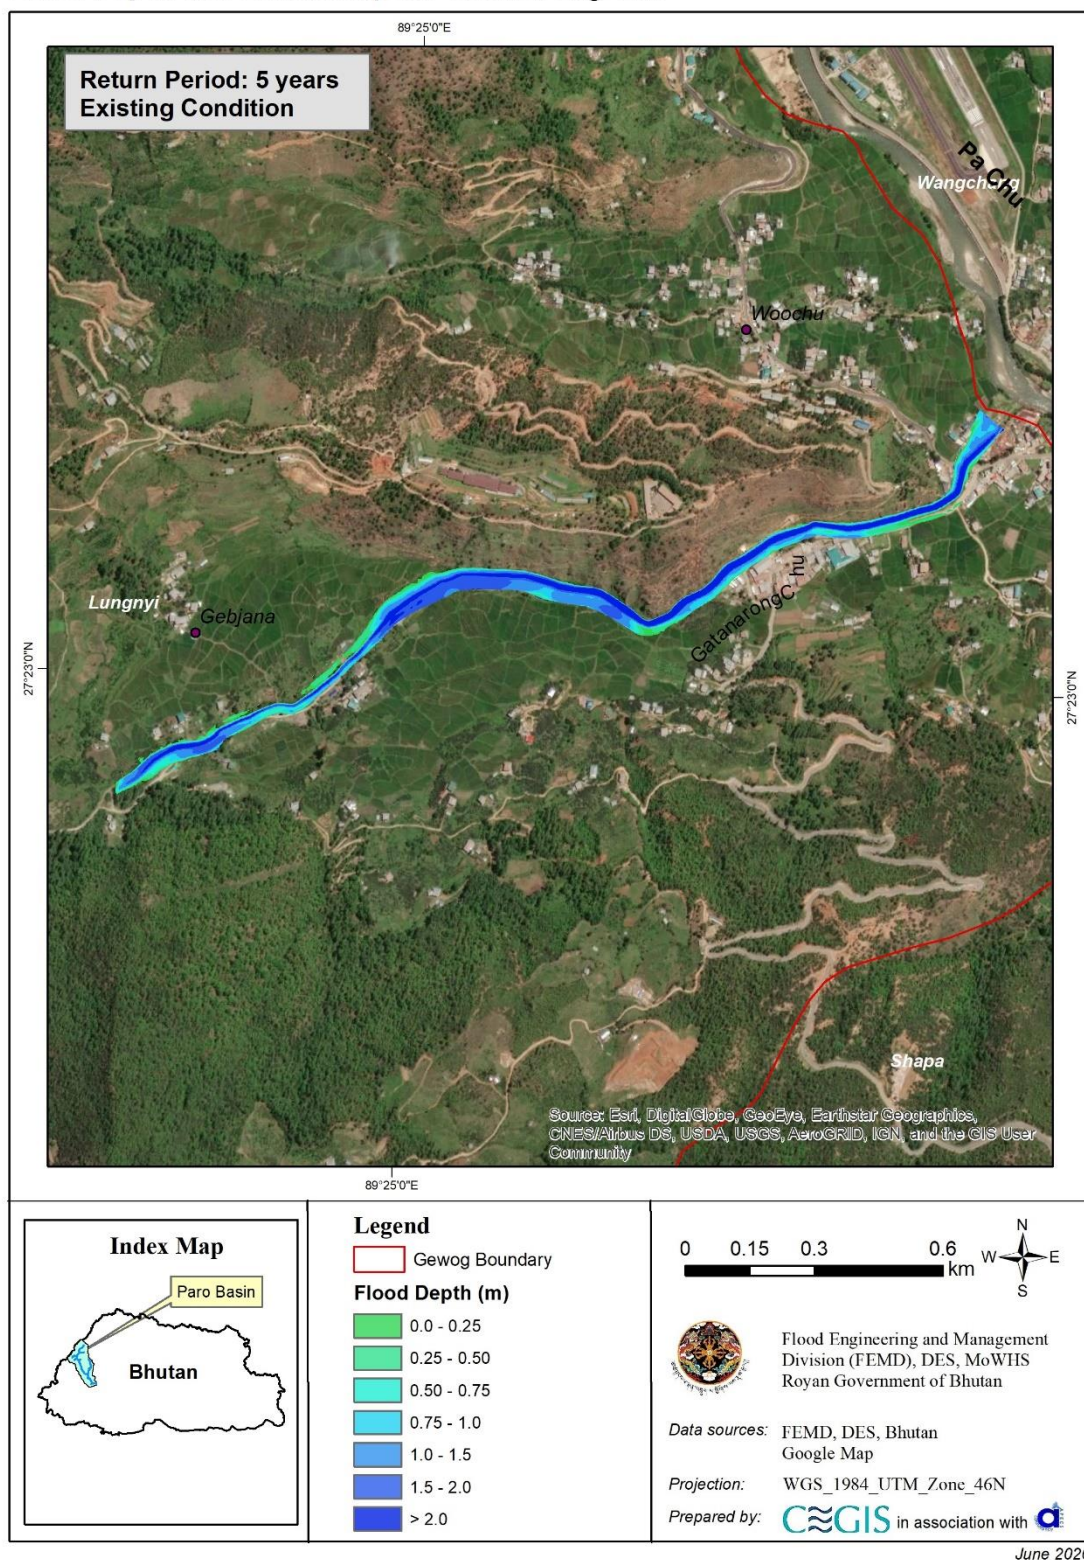 89°25'0"E
Return Period: 5 years
Existing Condition
Pa Chu
Wangchang
Woochu
Lungnyi
Gebjana
GatanarongChu
27°23'0"N
27°23'0"N
Shapa
Source: Esri, DigitalGlobe, GeoEye, Earthstar Geographics,
CNES/Airbus DS, USDA, USGS, AeroGRID, IGN, and the GIS User
Community
89°25'0"E
Index Map
Paro Basin
Bhutan
Legend
Gewog Boundary
Flood Depth (m)
0.0 - 0.25
0.25 - 0.50
0.50 - 0.75
0.75 - 1.0
1.0 - 1.5
1.5 - 2.0
> 2.0
0 0.15 0.3 0.6
km
N
W E
S
Flood Engineering and Management
Division (FEMD), DES, MoWHS
Royan Government of Bhutan
Data sources: FEMD, DES, Bhutan
Google Map
Projection: WGS_1984_UTM_Zone_46N
Prepared by: CEGIS in association with
June 2020